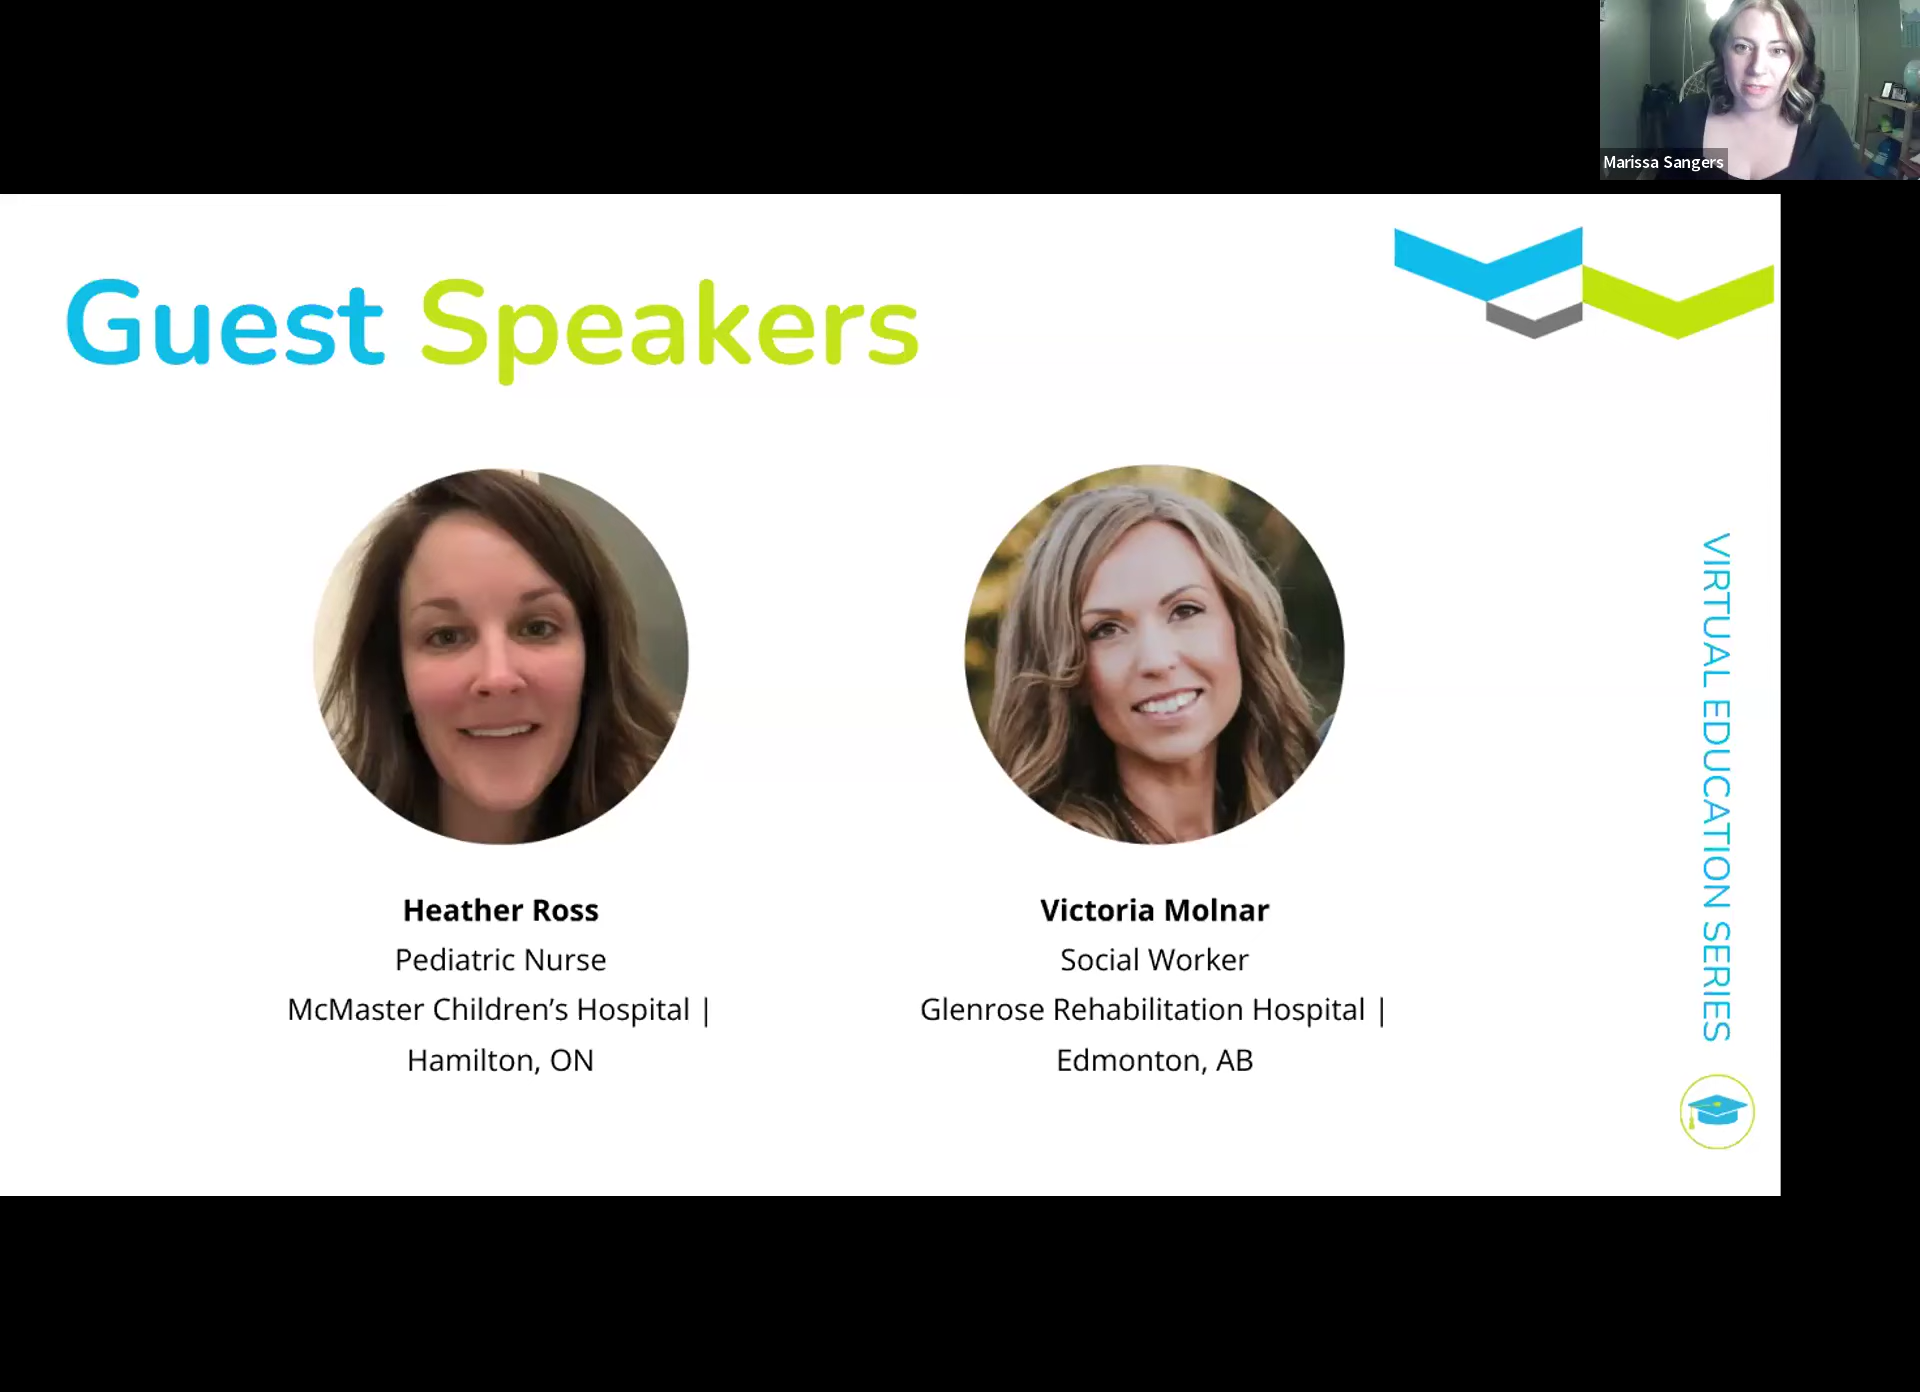 Marissa Sangers
Guest Speakers
Heather Ross
Pediatric Nurse
McMaster Children’s Hospital |
Hamilton, ON
Victoria Molnar
Social Worker
Glenrose Rehabilitation Hospital |
Edmonton, AB
VIRTUAL EDUCATION SERIES